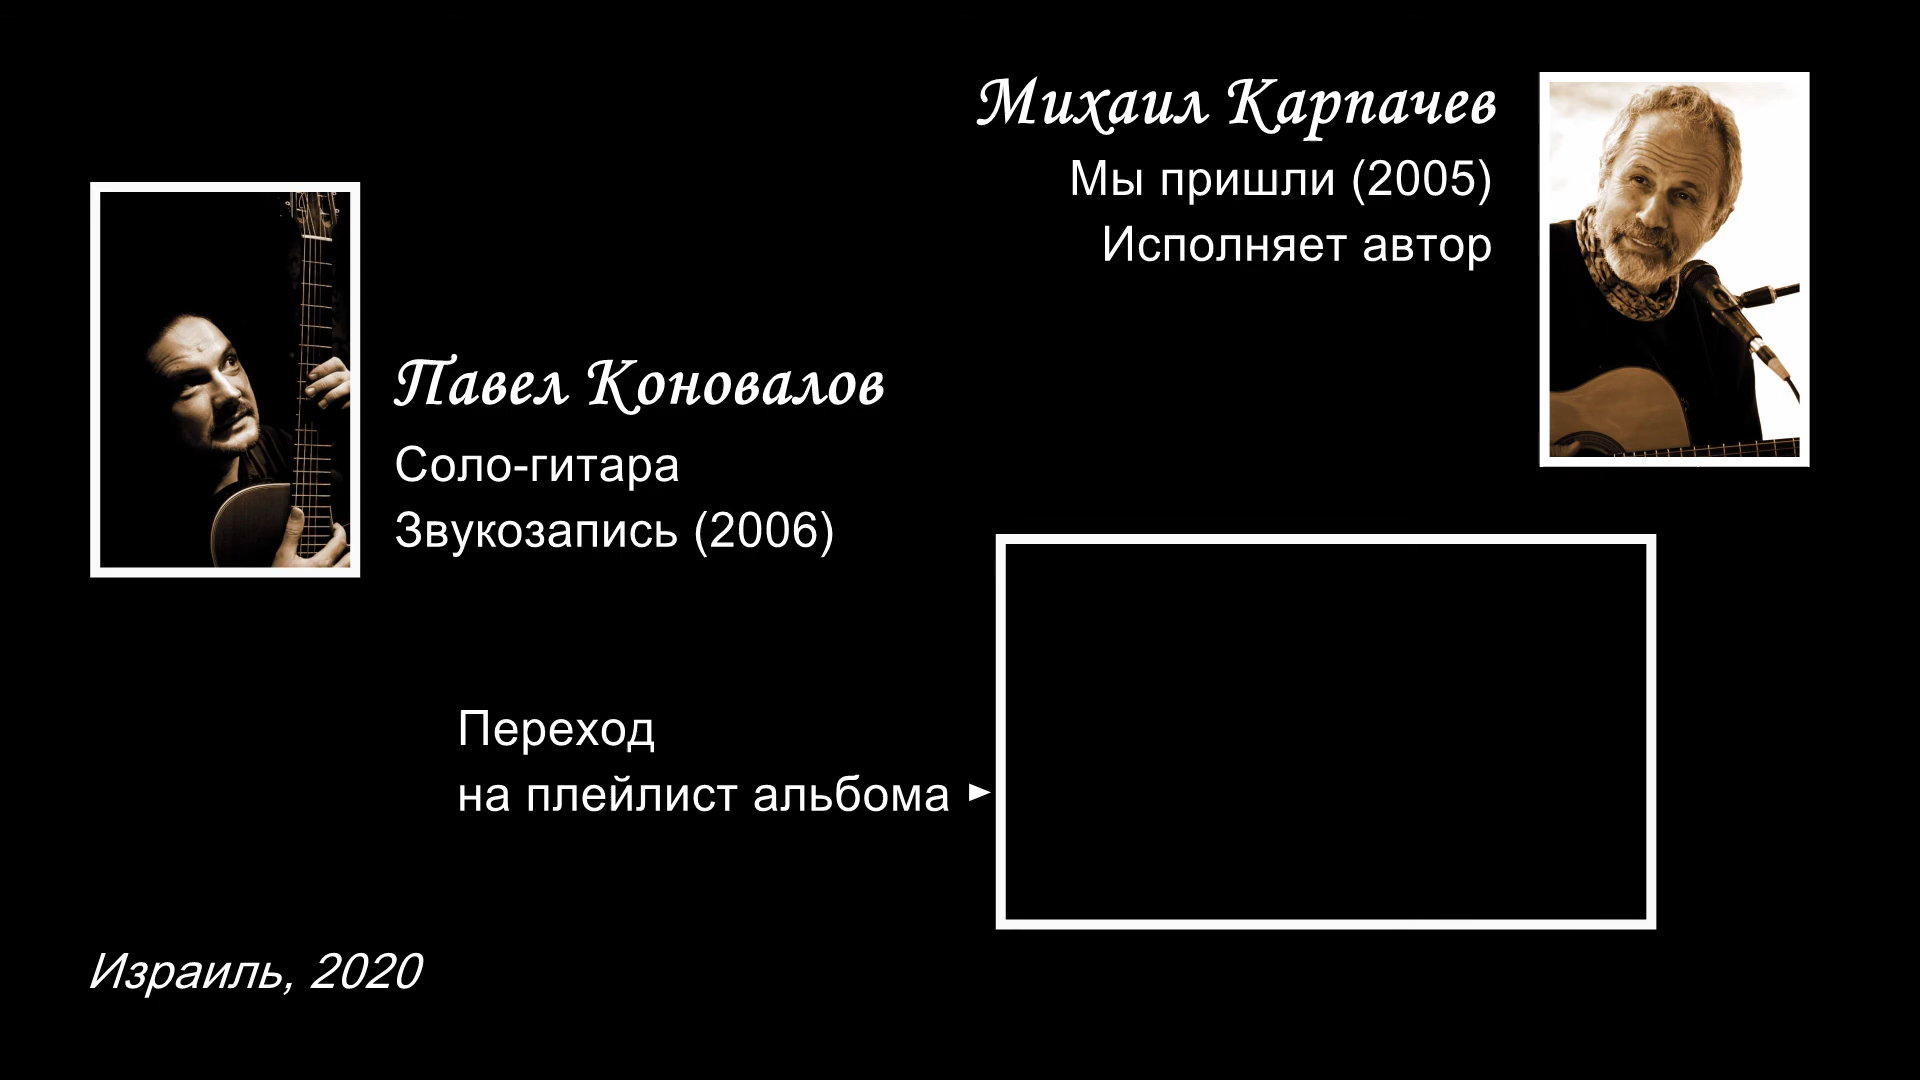 Михаил Карпачев
Мы пришли (2005)
Исполняет автор
Павел Коновалов
Соло-гитара
Звукозапись (2006)
Переход
на плейлист альбома ►
Израиль, 2020